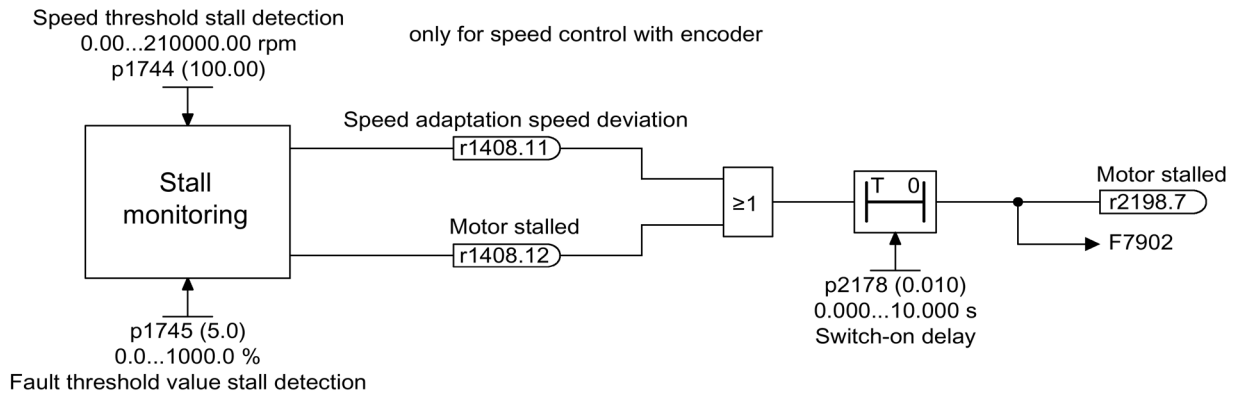 Speed threshold stall detection
0.00...210000.00 rpm
p1744 (100.00)
only for speed control with encoder
Stall
monitoring
Speed adaptation speed deviation
r1408.11
Motor stalled
r1408.12
≥1
T 0
Motor stalled
r2198.7
F7902
p2178 (0.010)
0.000...10.000 s
Switch-on delay
p1745 (5.0)
0.0...1000.0 %
Fault threshold value stall detection